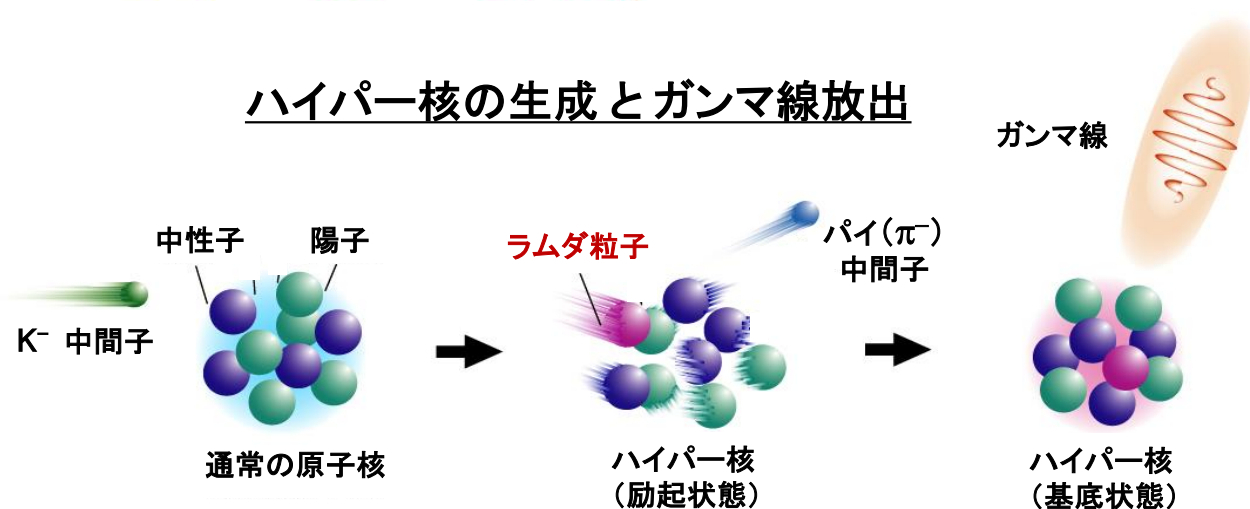 ハイパー核の生成とガンマ線放出
ガンマ線
中性子
陽子
K⁻ 中間子
通常の原子核
ラムダ粒子
パイ(π⁻)
中間子
ハイパー核
(励起状態)
ハイパー核
(基底状態)